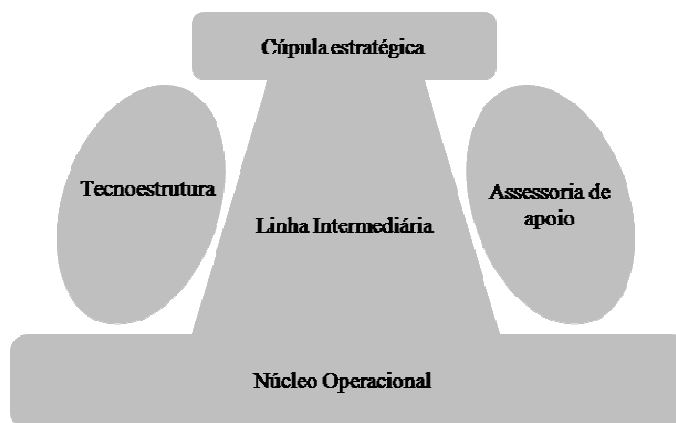 Cúpula estratégica
Tecnoestrutura
Linha Intermediária
Assessoria de
apoio
Núcleo Operacional